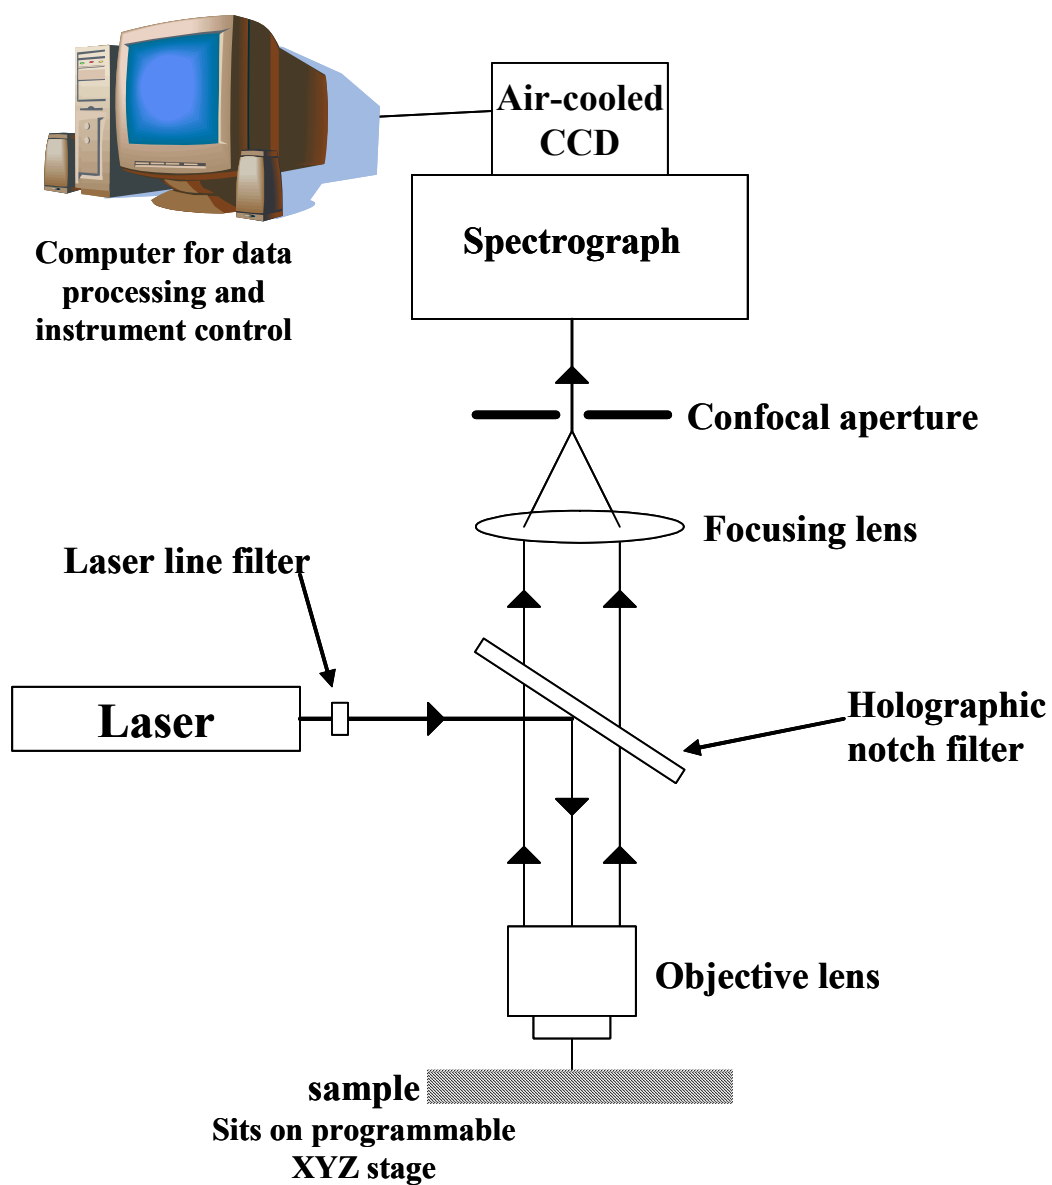 Air-cooled
CCD
Spectrograph
Computer for data
processing and
instrument control
Confocal aperture
Focusing lens
Laser line filter
Laser
Holographic
notch filter
Objective lens
sample
Sits on programmable
XYZ stage